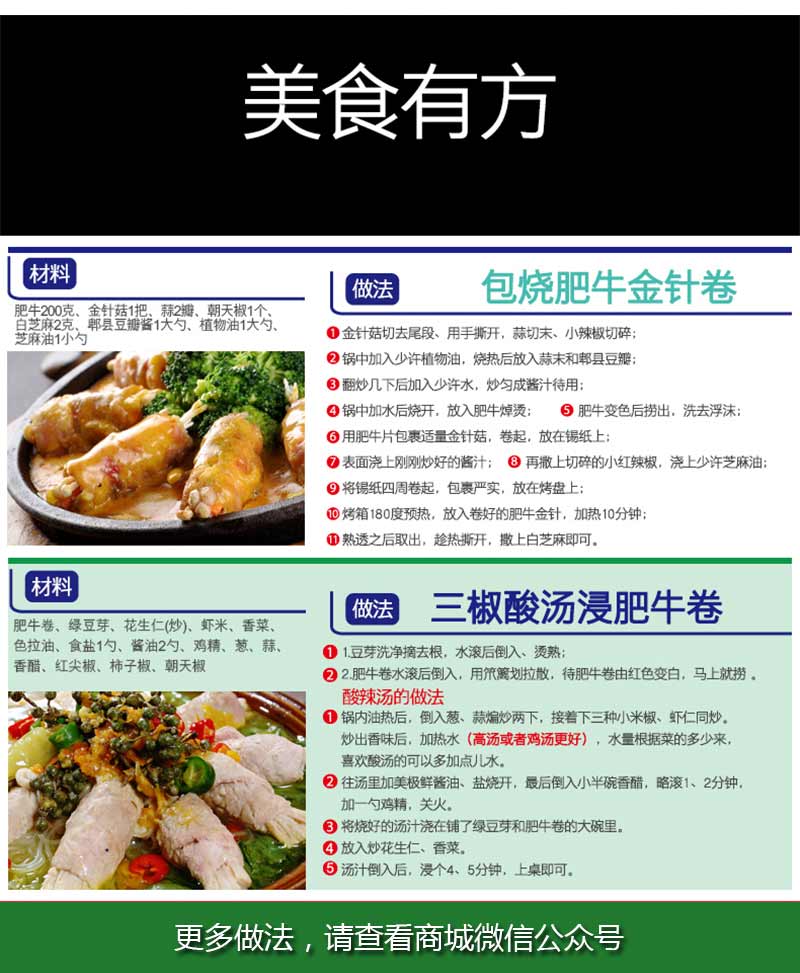 美食有方
材料
肥牛200克、金针菇1把、蒜2瓣、朝天椒1个、
白芝麻2克、郫县豆瓣酱1大勺、植物油1大勺、
芝麻油1小勺
做法
包烧肥牛金针卷
1 金针菇切去尾段、用手撕开，蒜切末、小辣椒切碎；
2 锅中加入少许植物油，烧热后放入蒜末和郫县豆瓣；
3 翻炒几下后加入少许水，炒匀成酱汁待用；
4 锅中加水后烧开，放入肥牛焯烫； 5 肥牛变色后捞出，洗去浮沫；
6 用肥牛片包裹适量金针菇，卷起，放在锡纸上；
7 表面浇上刚刚炒好的酱汁； 8 再撒上切碎的小红辣椒，浇上少许芝麻油；
9 将锡纸四周卷起，包裹严实，放在烤盘上；
10 烤箱180度预热，放入卷好的肥牛金针，加热10分钟；
11 熟透之后取出，趁热撕开，撒上白芝麻即可。
材料
肥牛卷、绿豆芽、花生仁(炒)、虾米、香菜、
色拉油、食盐1勺、酱油2勺、鸡精、葱、蒜、
香醋、红尖椒、柿子椒、朝天椒
做法
三椒酸汤浸肥牛卷
1 1.豆芽洗净摘去根，水滚后倒入、烫熟；
2 2.肥牛卷水滚后倒入，用笊篱划拉散，待肥牛卷由红色变白，马上就捞 。
酸辣汤的做法
1 锅内油热后，倒入葱、蒜煸炒两下，接着下三种小米椒、虾仁同炒。
炒出香味后，加热水（高汤或者鸡汤更好），水量根据菜的多少来，
喜欢酸汤的可以多加点儿水。
2 往汤里加美极鲜酱油、盐烧开，最后倒入小半碗香醋，略滚1、2分钟，
加一勺鸡精，关火。
3 将烧好的汤汁浇在铺了绿豆芽和肥牛卷的大碗里。
4 放入炒花生仁、香菜。
5 汤汁倒入后，浸个4、5分钟，上桌即可。
更多做法，请查看商城微信公众号